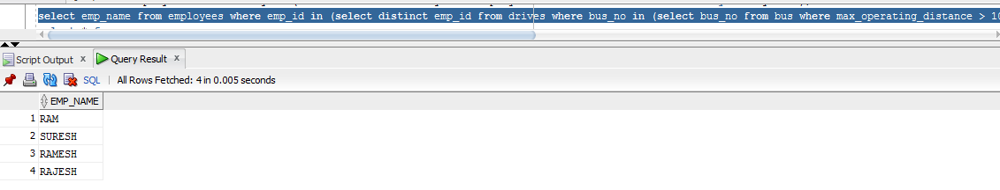 select emp_name from employees where emp_id in (select distinct emp_id from drives where bus_no in (select bus_no from bus where max_operating_distance > 10
Script Output x Query Result x
SQL | All Rows Fetched: 4 in 0.005 seconds
EMP_NAME
1 RAM
2 SURESH
3 RAMESH
4 RAJESH